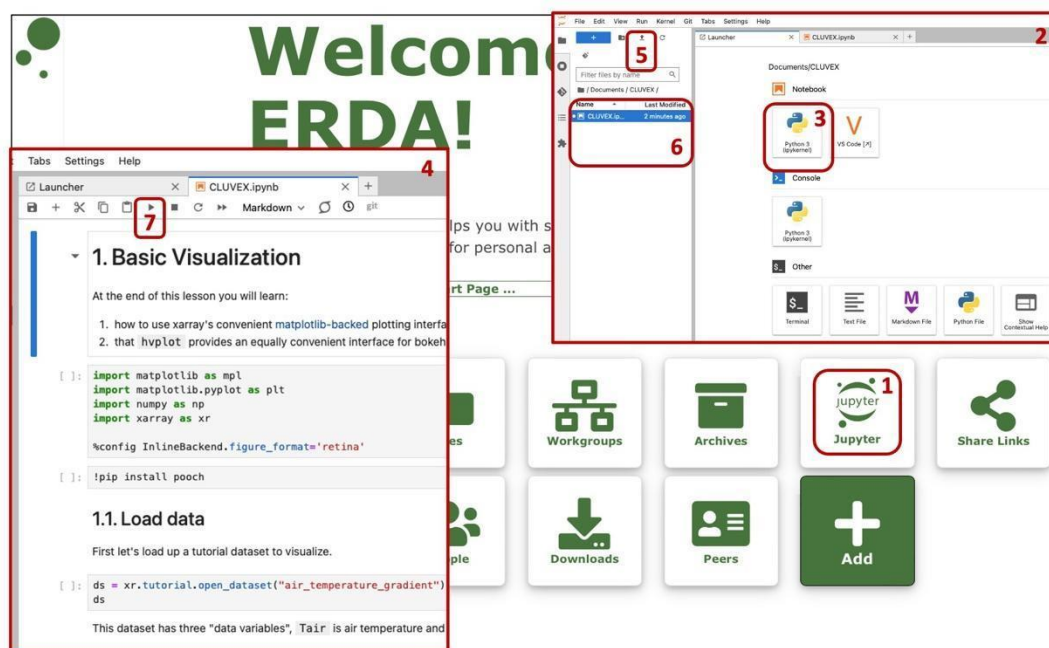 Welcom
ERDA!
lps you with s
for personal a
rt Page ...
File Edit View Run Kernel Git Tabs Settings Help
2
+
5
Launcher
CLUVEX.ipynb
+
Filter files by name
/ Documents / CLUVEX /
Name
Last Modified
CLUVEX.ip...
2 minutes ago
6
Documents/CLUVEX
Notebook
Python 3
(ipykernel)
3
VS Code [↗]
Console
Python 3
(ipykernel)
Other
Terminal
Text File
Markdown File
Python File
Show
Contextual Help
Tabs Settings Help
4
Launcher
CLUVEX.ipynb
+
Markdown
git
7
1. Basic Visualization
At the end of this lesson you will learn:
1. how to use xarray's convenient matplotlib-backed plotting interfa
2. that hvplot provides an equally convenient interface for bokeh
[ ]: import matplotlib as mpl
import matplotlib.pyplot as plt
import numpy as np
import xarray as xr
%config InlineBackend.figure_format='retina'
[ ]: !pip install pooch
1.1. Load data
First let's load up a tutorial dataset to visualize.
[ ]: ds = xr.tutorial.open_dataset("air_temperature_gradient")
ds
This dataset has three "data variables", Tair is air temperature and
es
Workgroups
Archives
jupyter
1
Jupyter
Share Links
ple
Downloads
Peers
Add